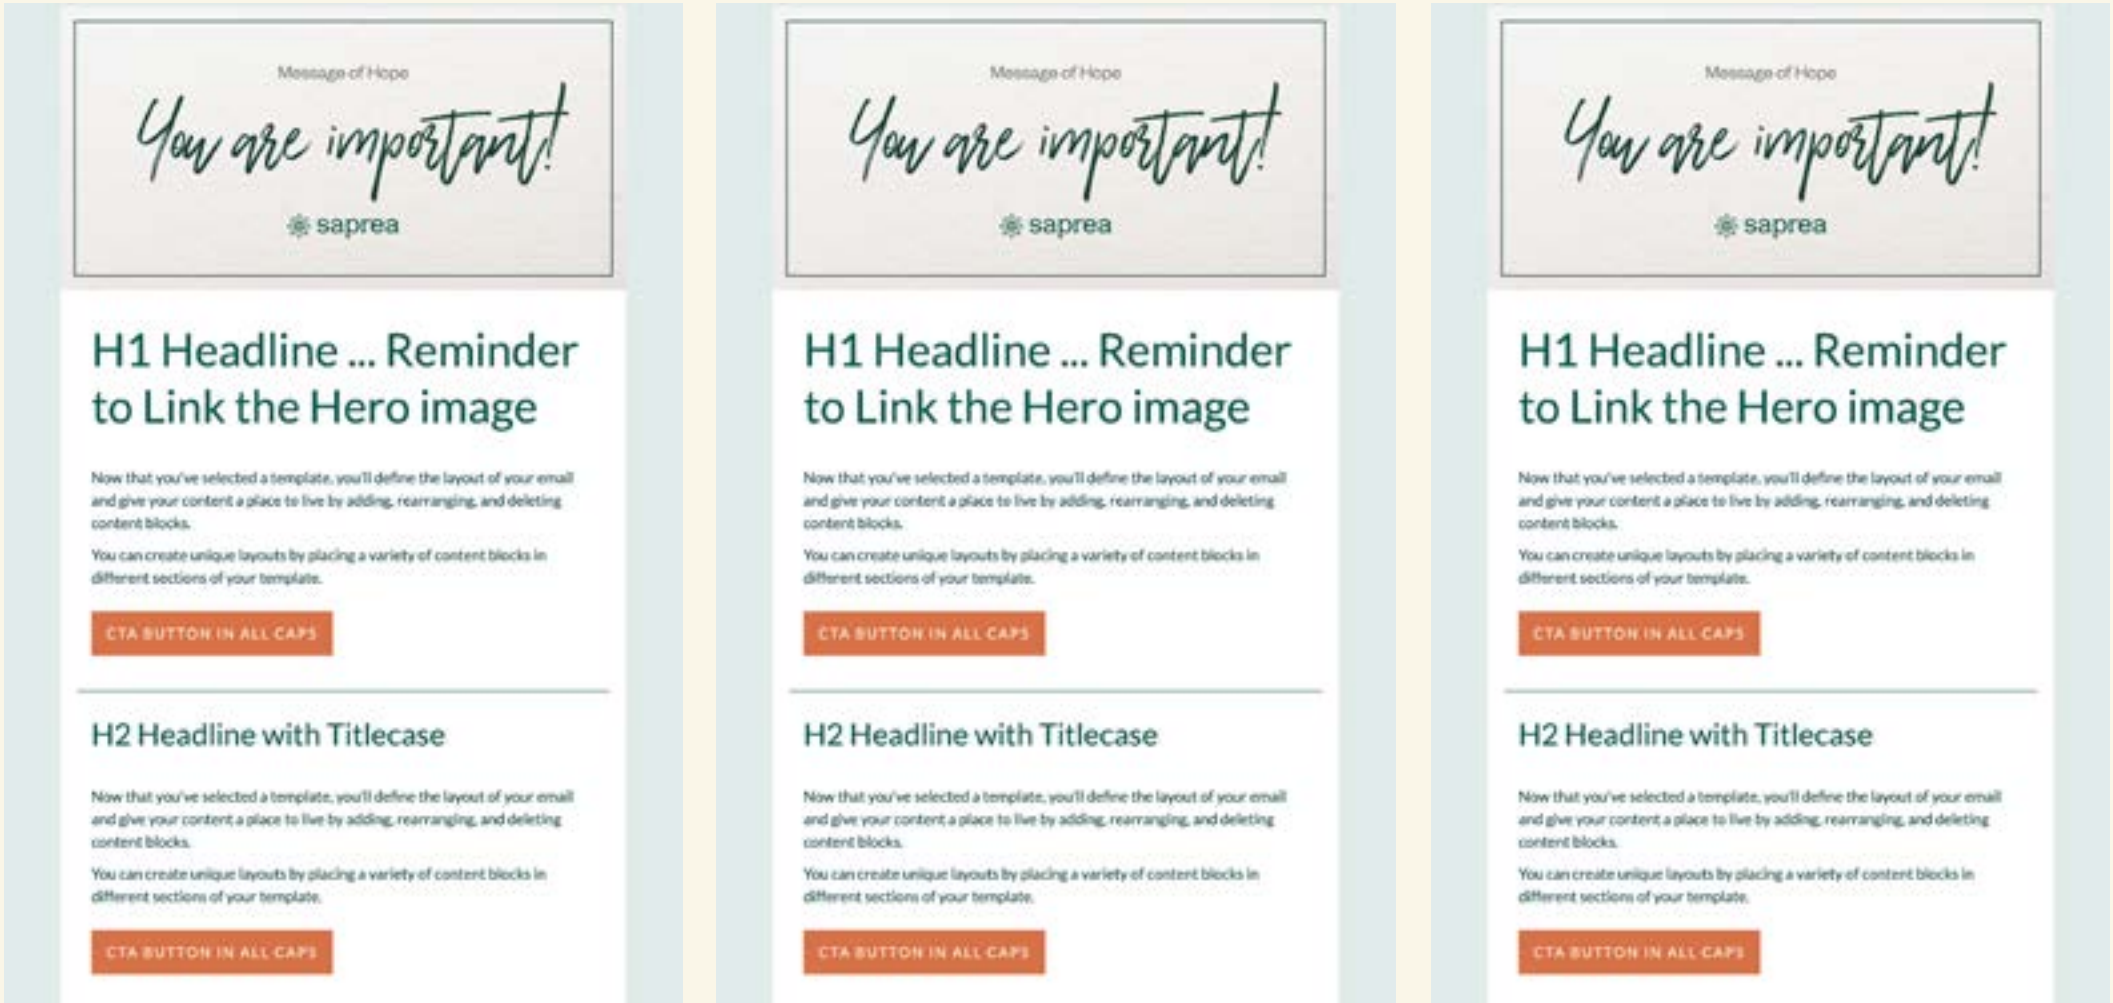 Message of Hope
You are important!
saprea
H1 Headline ... Reminder
to Link the Hero image
Now that you've selected a template, you'll define the layout of your email
and give your content a place to live by adding, rearranging, and deleting
content blocks.
You can create unique layouts by placing a variety of content blocks in
different sections of your template.
CTA BUTTON IN ALL CAPS
H2 Headline with Titlecase
Now that you've selected a template, you'll define the layout of your email
and give your content a place to live by adding, rearranging, and deleting
content blocks.
You can create unique layouts by placing a variety of content blocks in
different sections of your template.
CTA BUTTON IN ALL CAPS
Message of Hope
You are important!
saprea
H1 Headline ... Reminder
to Link the Hero image
Now that you've selected a template, you'll define the layout of your email
and give your content a place to live by adding, rearranging, and deleting
content blocks.
You can create unique layouts by placing a variety of content blocks in
different sections of your template.
CTA BUTTON IN ALL CAPS
H2 Headline with Titlecase
Now that you've selected a template, you'll define the layout of your email
and give your content a place to live by adding, rearranging, and deleting
content blocks.
You can create unique layouts by placing a variety of content blocks in
different sections of your template.
CTA BUTTON IN ALL CAPS
Message of Hope
You are important!
saprea
H1 Headline ... Reminder
to Link the Hero image
Now that you've selected a template, you'll define the layout of your email
and give your content a place to live by adding, rearranging, and deleting
content blocks.
You can create unique layouts by placing a variety of content blocks in
different sections of your template.
CTA BUTTON IN ALL CAPS
H2 Headline with Titlecase
Now that you've selected a template, you'll define the layout of your email
and give your content a place to live by adding, rearranging, and deleting
content blocks.
You can create unique layouts by placing a variety of content blocks in
different sections of your template.
CTA BUTTON IN ALL CAPS